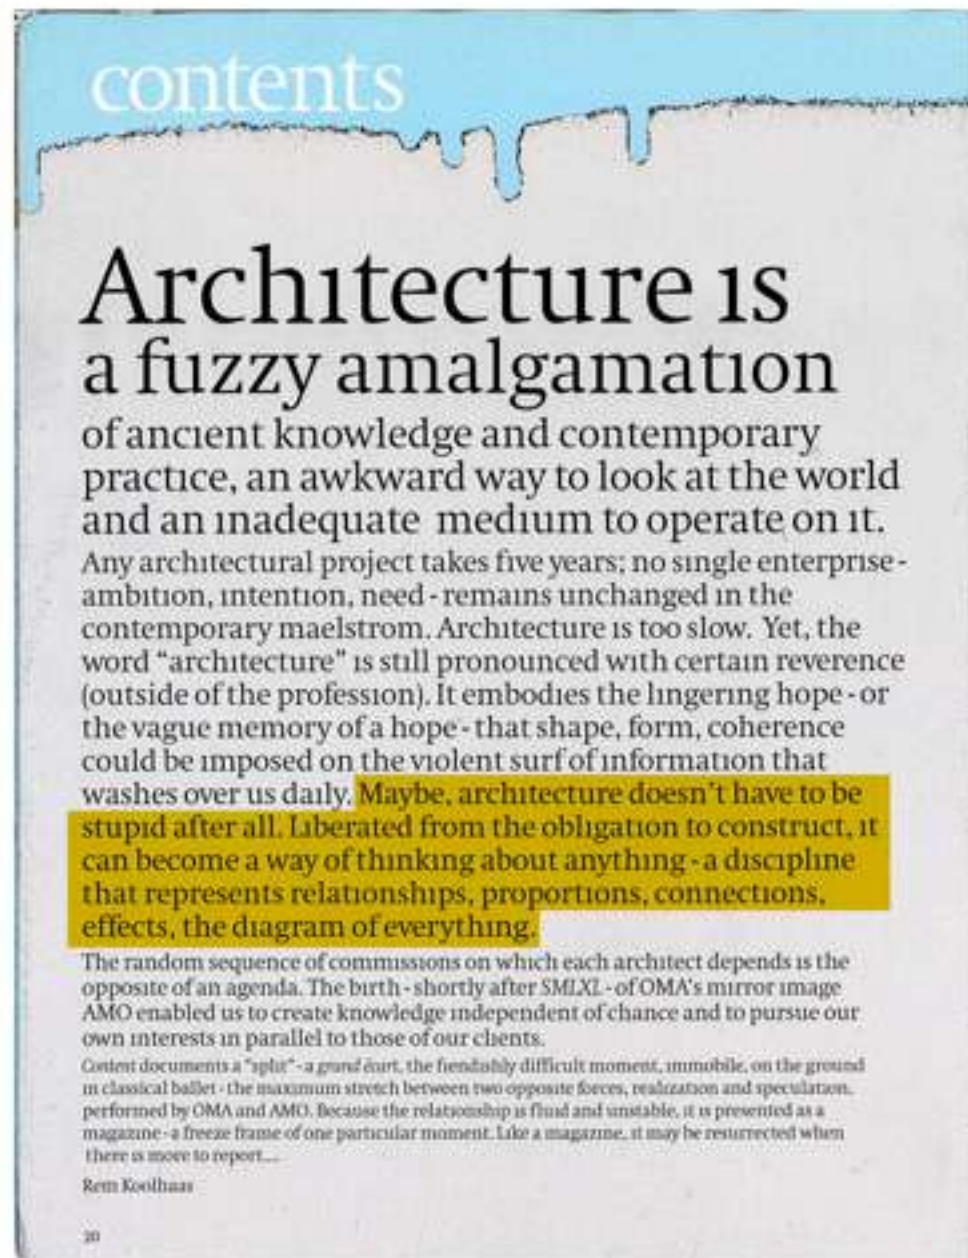 contents
Architecture is
a fuzzy amalgamation
of ancient knowledge and contemporary
practice, an awkward way to look at the world
and an inadequate medium to operate on it.
Any architectural project takes five years; no single enterprise -
ambition, intention, need - remains unchanged in the
contemporary maelstrom. Architecture is too slow. Yet, the
word “architecture” is still pronounced with certain reverence
(outside of the profession). It embodies the lingering hope - or
the vague memory of a hope - that shape, form, coherence
could be imposed on the violent surf of information that
washes over us daily. Maybe, architecture doesn't have to be
stupid after all. Liberated from the obligation to construct, it
can become a way of thinking about anything - a discipline
that represents relationships, proportions, connections,
effects, the diagram of everything.
The random sequence of commissions on which each architect depends is the
opposite of an agenda. The birth - shortly after SMLXL - of OMA's mirror image
AMO enabled us to create knowledge independent of chance and to pursue our
own interests in parallel to those of our clients.
Content documents a "split" - a grand écart, the fiendishly difficult moment, immobile, on the ground
in classical ballet - the maximum stretch between two opposite forces, realization and speculation,
performed by OMA and AMO. Because the relationship is fluid and unstable, it is presented as a
magazine - a freeze frame of one particular moment. Like a magazine, it may be resurrected when
there is more to report....
Rem Koolhaas
20